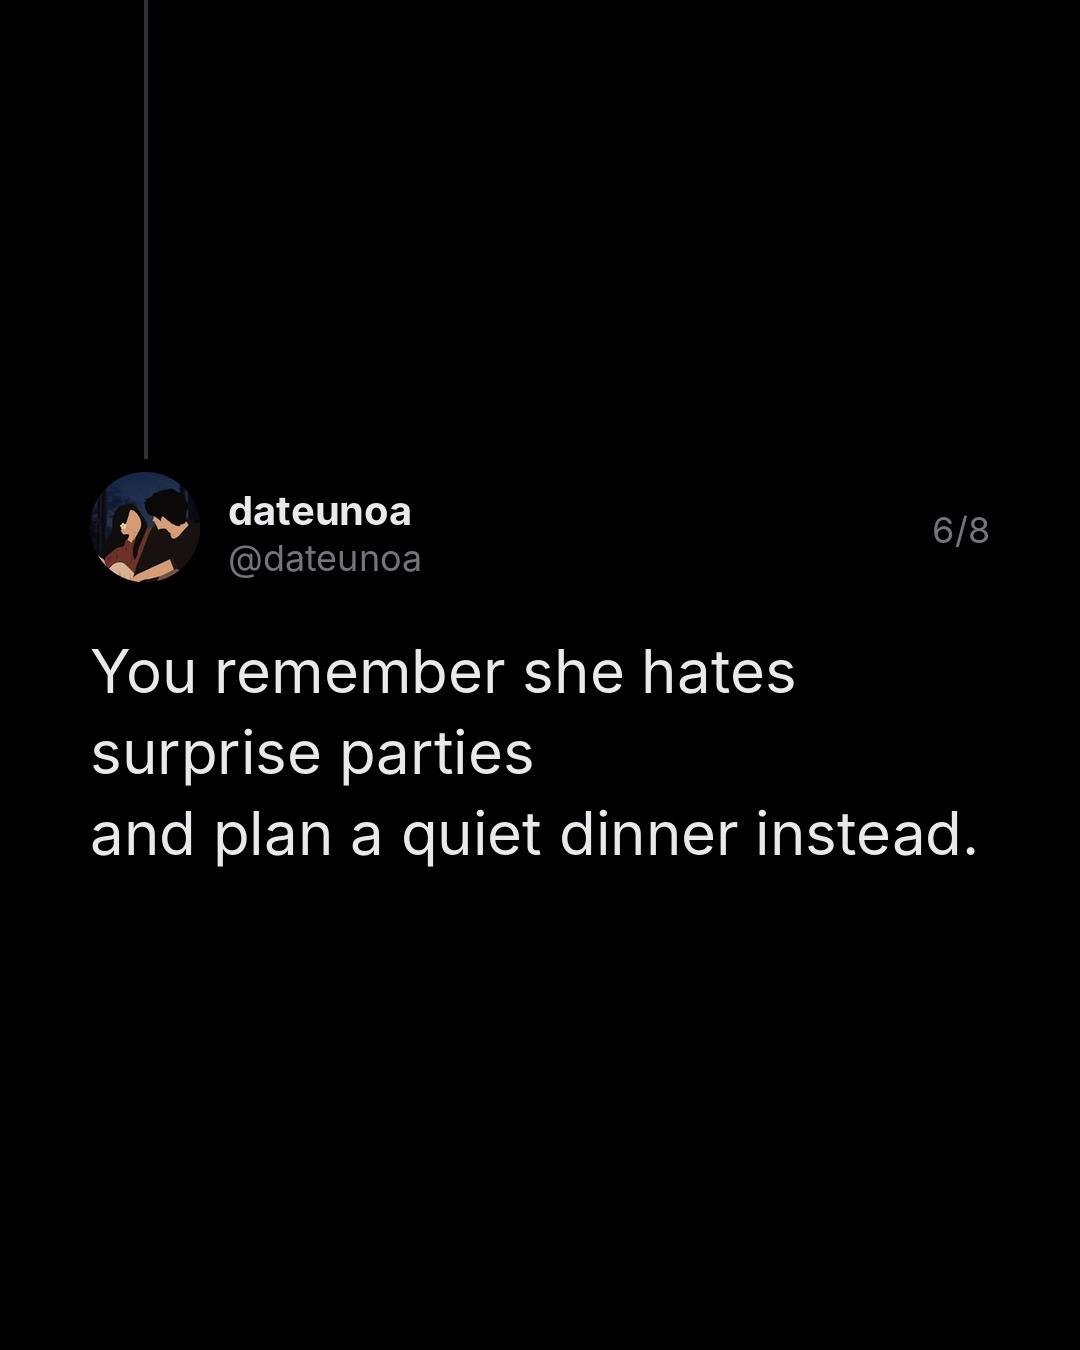 dateunoa
@dateunoa
6/8
You remember she hates
surprise parties
and plan a quiet dinner instead.